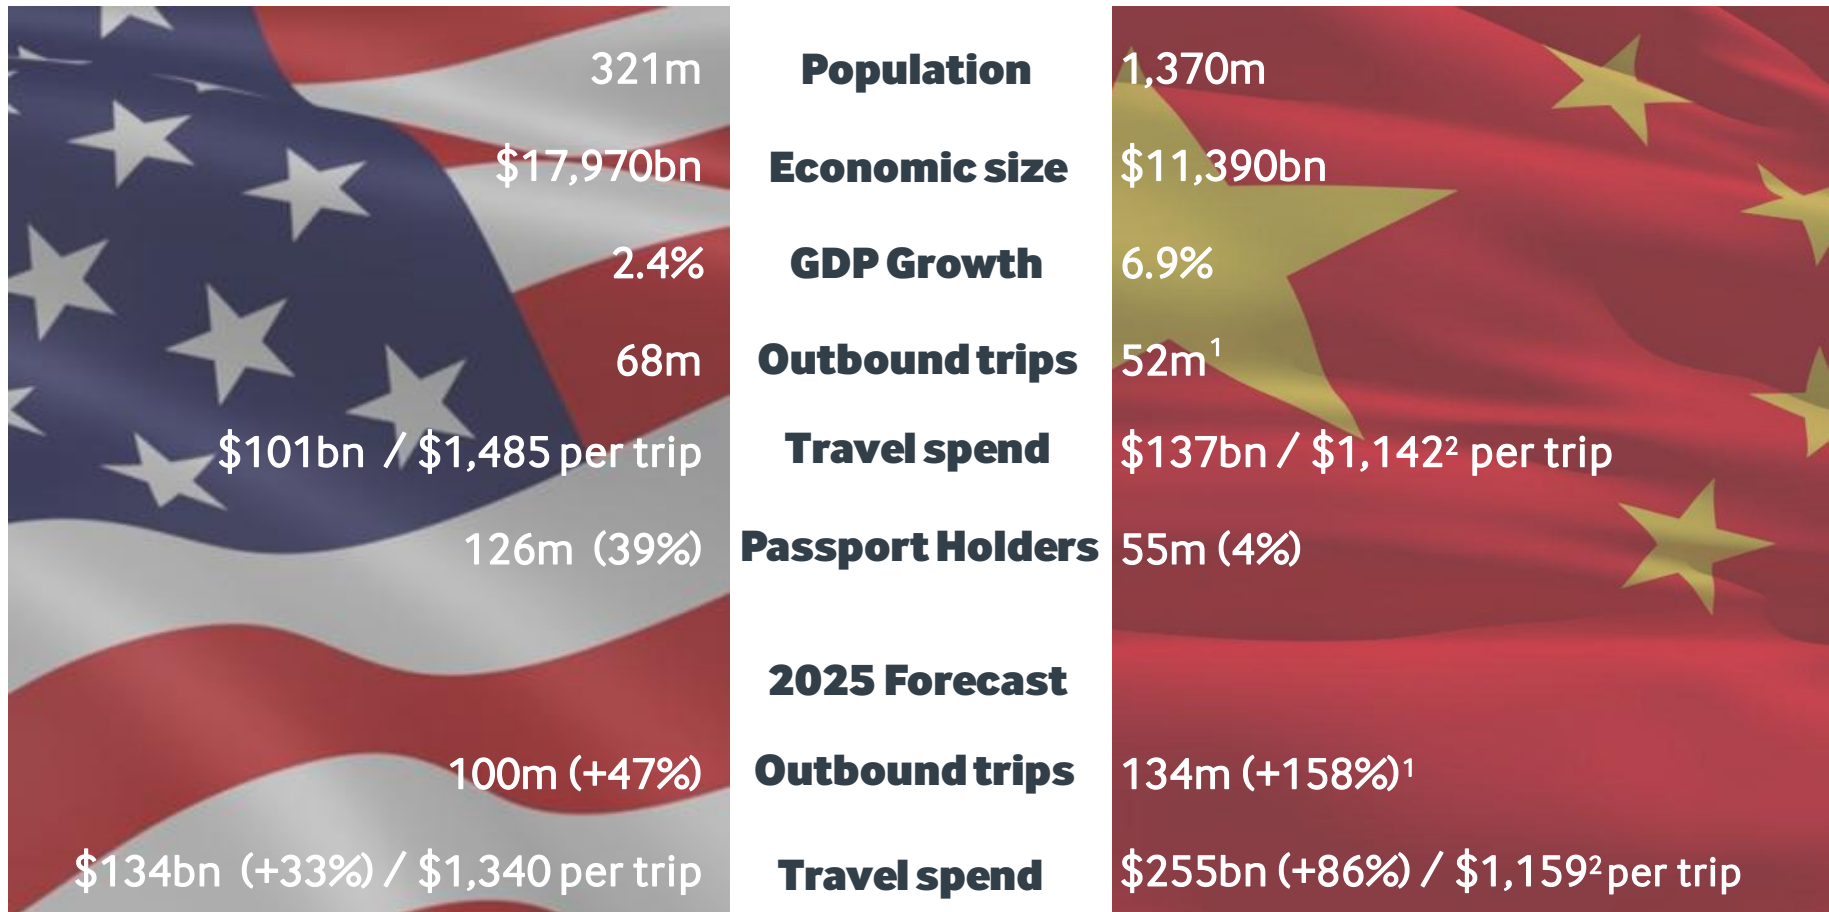 321m Population 1,370m
$17,970bn Economic size $11,390bn
2.4% GDP Growth 6.9%
68m Outbound trips 52m¹
$101bn / $1,485 per trip Travel spend $137bn / $1,142² per trip
126m (39%) Passport Holders 55m (4%)
2025 Forecast
100m (+47%) Outbound trips 134m (+158%)¹
$134bn (+33%) / $1,340 per trip Travel spend $255bn (+86%) / $1,159² per trip